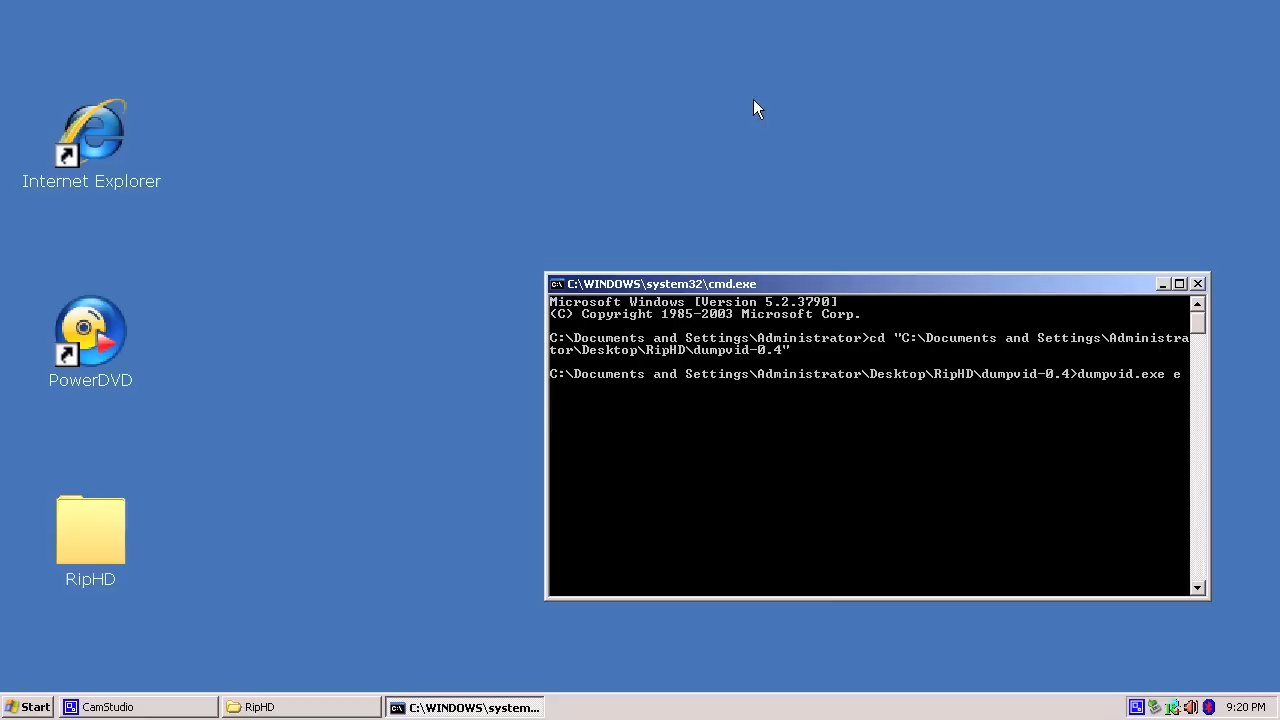 Internet Explorer
PowerDVD
RipHD
C:\WINDOWS\system32\cmd.exe
Microsoft Windows [Version 5.2.3790]
(C) Copyright 1985-2003 Microsoft Corp.
C:\Documents and Settings\Administrator>cd "C:\Documents and Settings\Administra
tor\Desktop\RipHD\dumpvid-0.4"
C:\Documents and Settings\Administrator\Desktop\RipHD\dumpvid-0.4>dumpvid.exe e
Start
CamStudio
RipHD
C:\WINDOWS\system...
9:20 PM